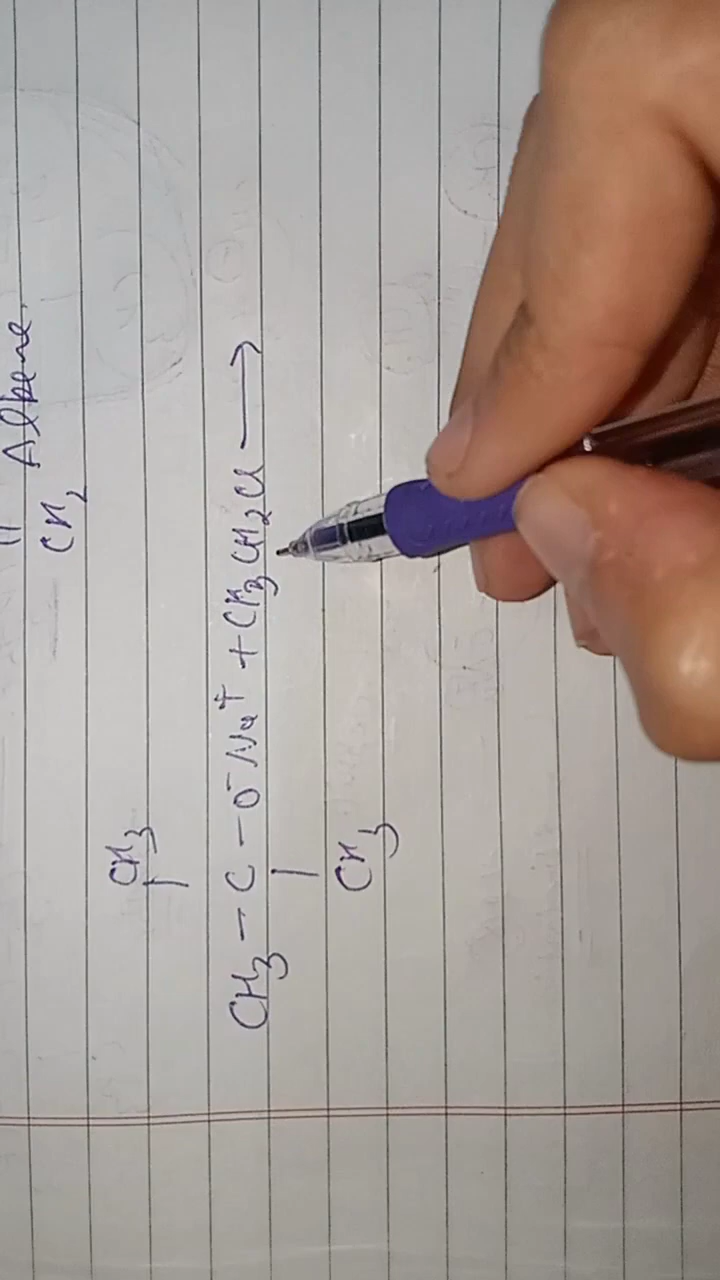 " Alkene.
CH2
CH3
|
CH3 – C – O⁻Na⁺ + CH3CH2Cl ⟶
|
CH3